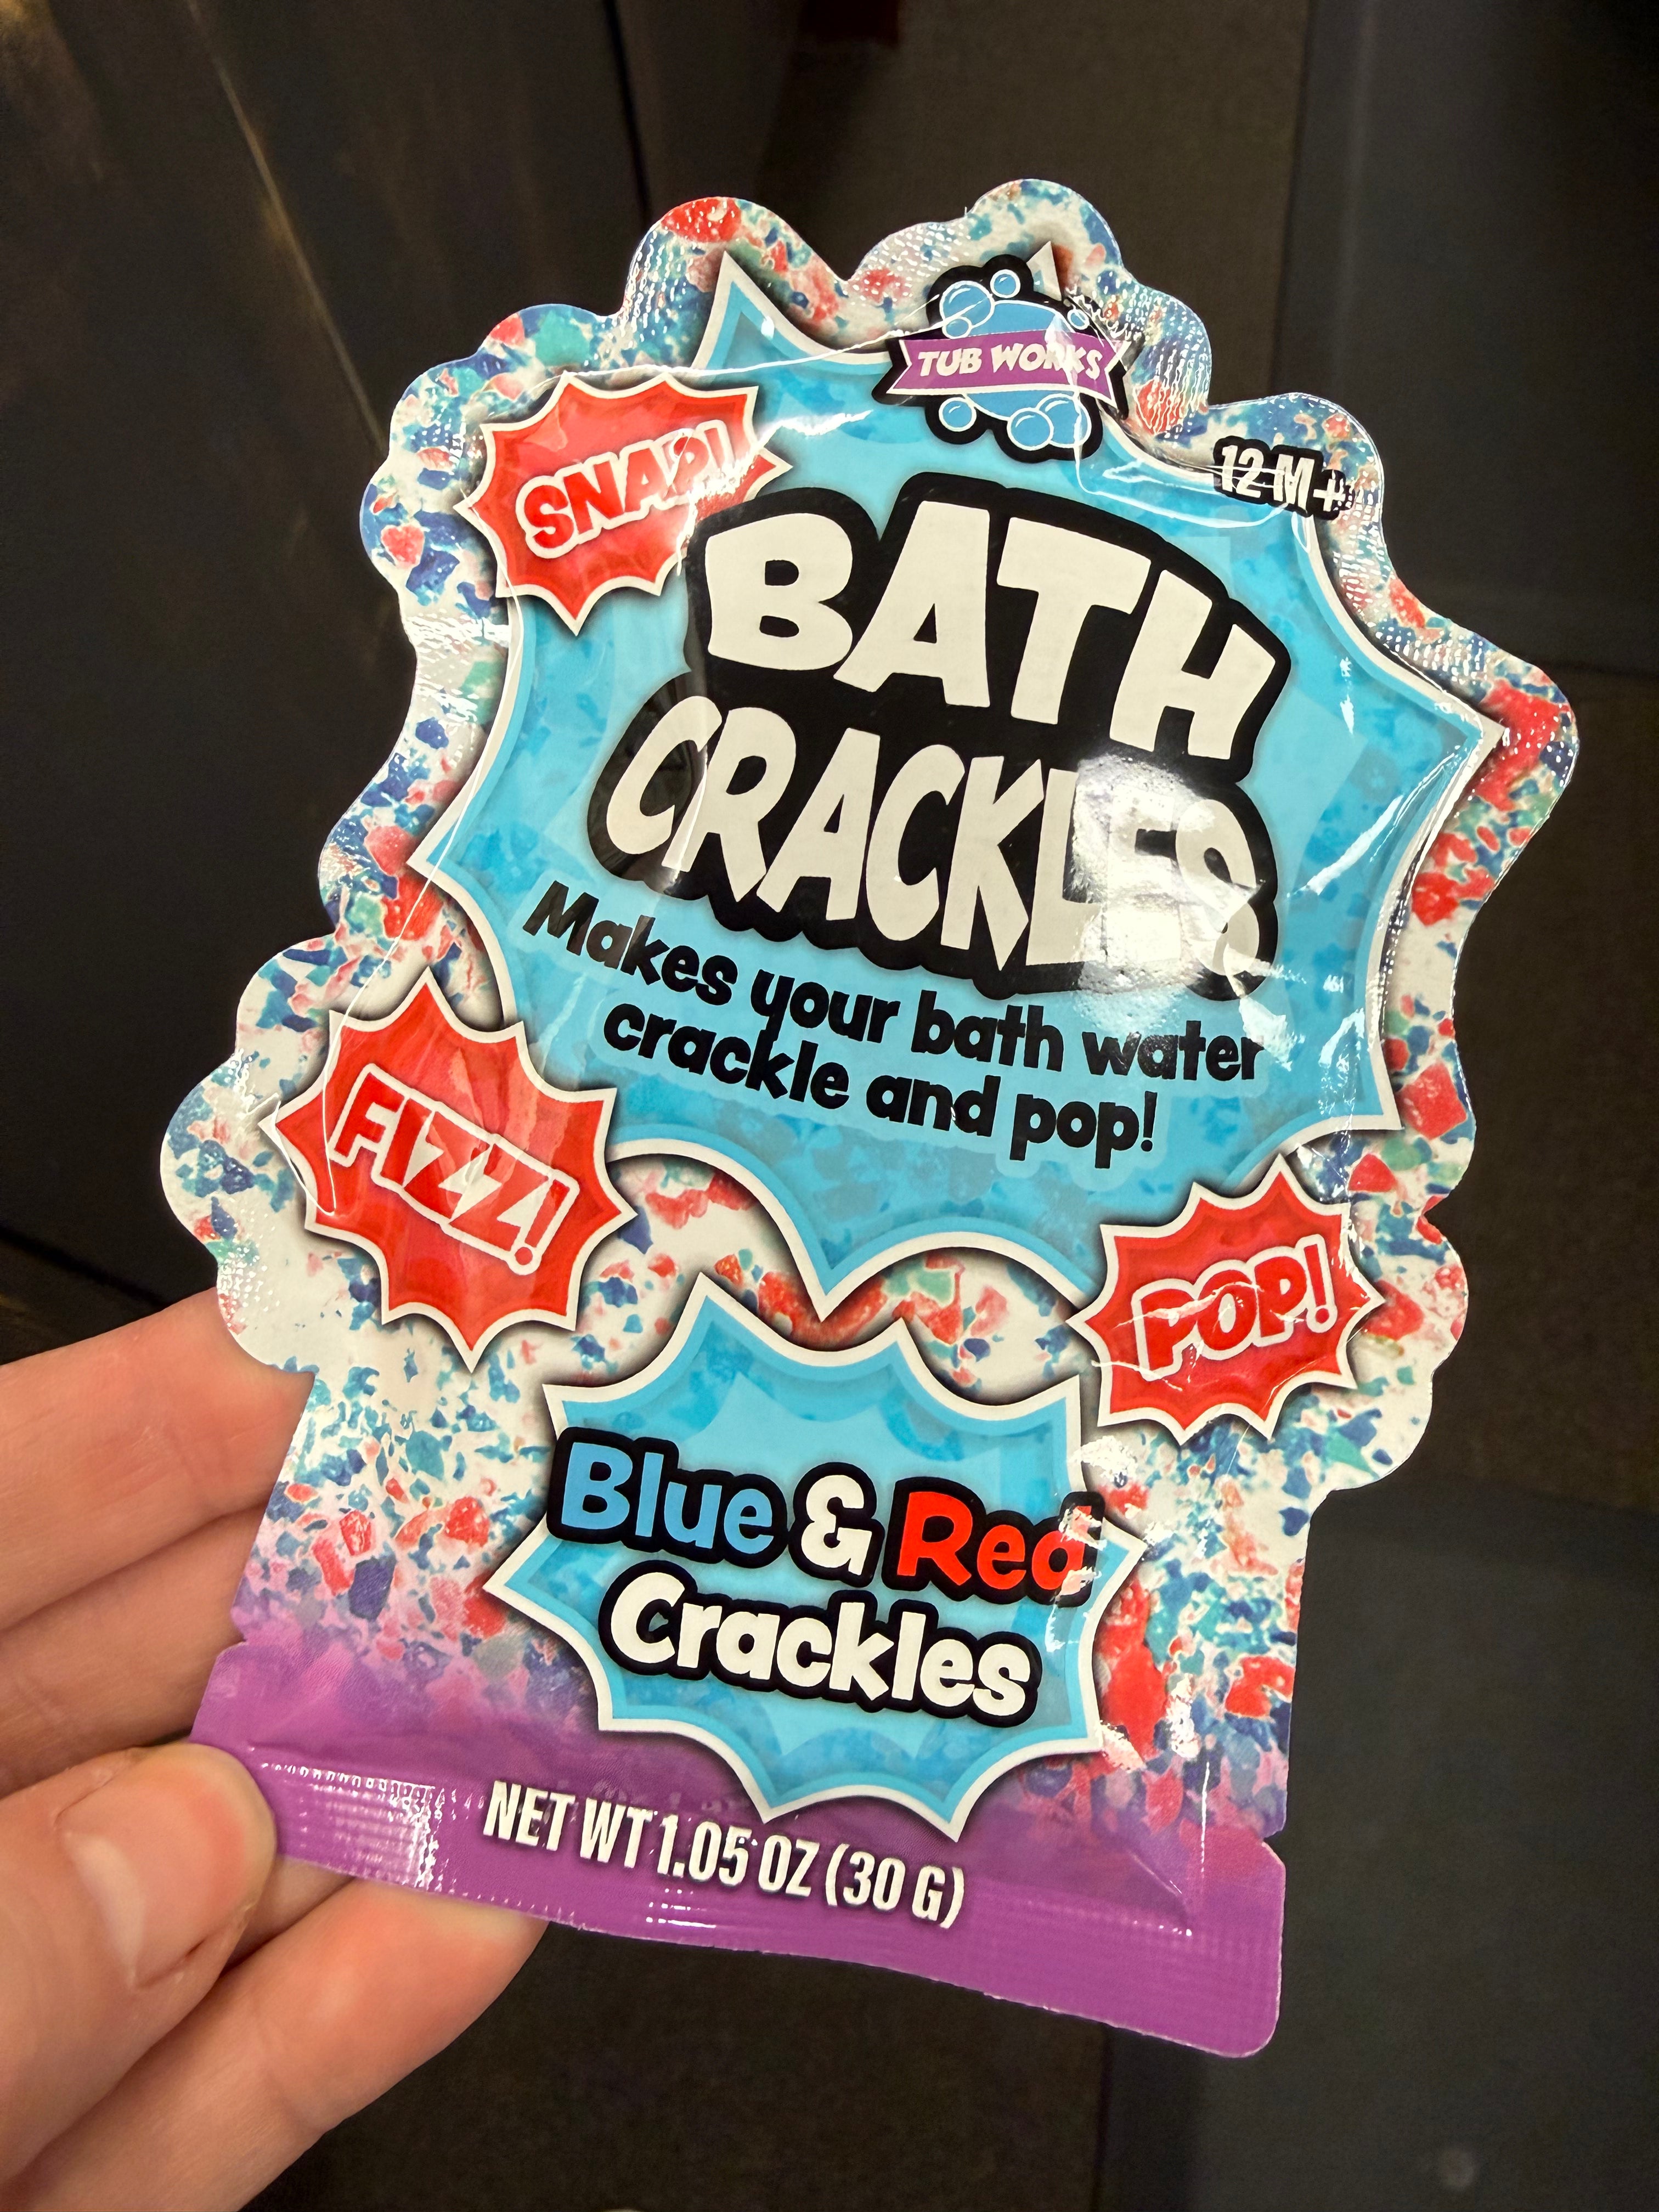 TUB WORKS
12 M+
SNAP!
BATH
CRACKLES
Makes your bath water
crackle and pop!
FIZZ!
POP!
Blue & Red
Crackles
NET WT 1.05 OZ (30 G)